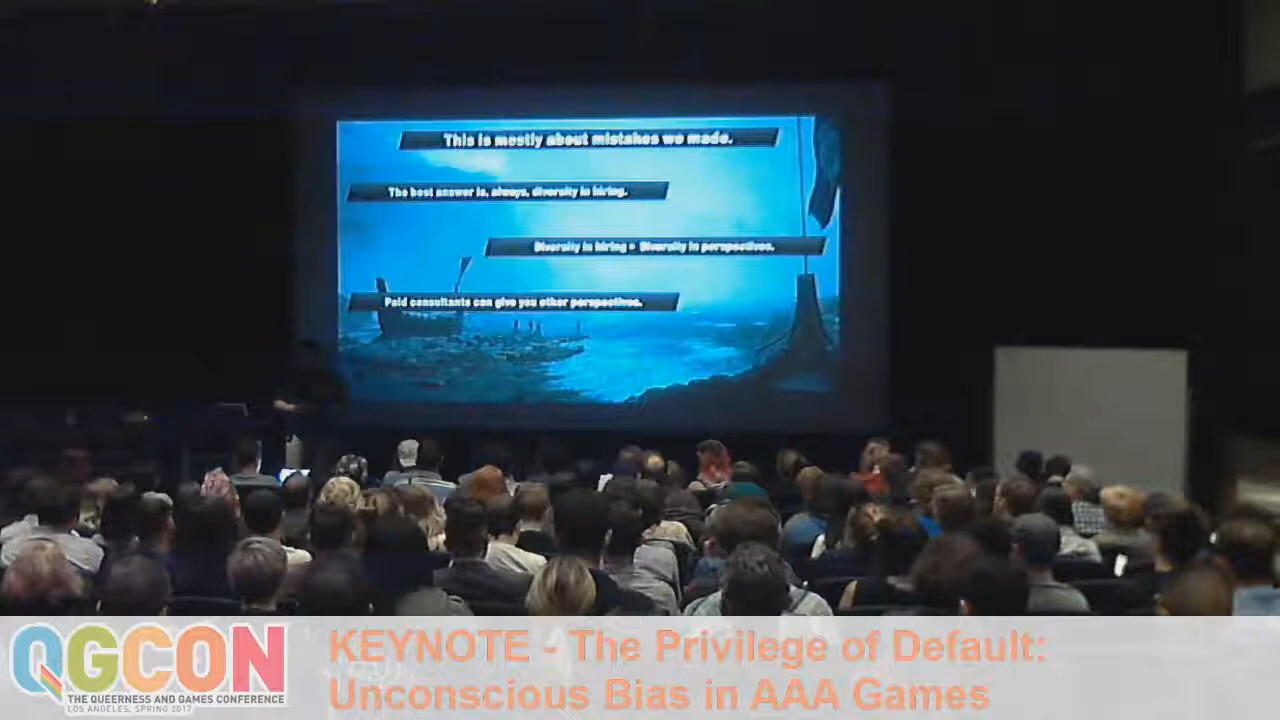 This is mostly about mistakes we made.
The best answer is, always, diversity in hiring.
Diversity in hiring = Diversity in perspectives.
Paid consultants can give you other perspectives.
QGCON
THE QUEERNESS AND GAMES CONFERENCE
LOS ANGELES, SPRING 2017
KEYNOTE - The Privilege of Default:
Unconscious Bias in AAA Games